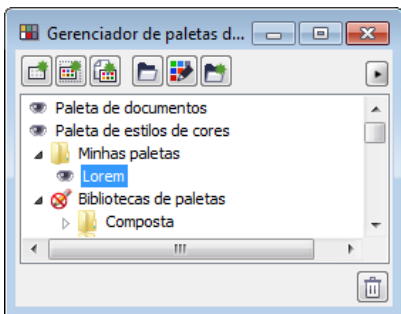 Gerenciador de paletas d...
Paleta de documentos
Paleta de estilos de cores
Minhas paletas
Lorem
Bibliotecas de paletas
Composta